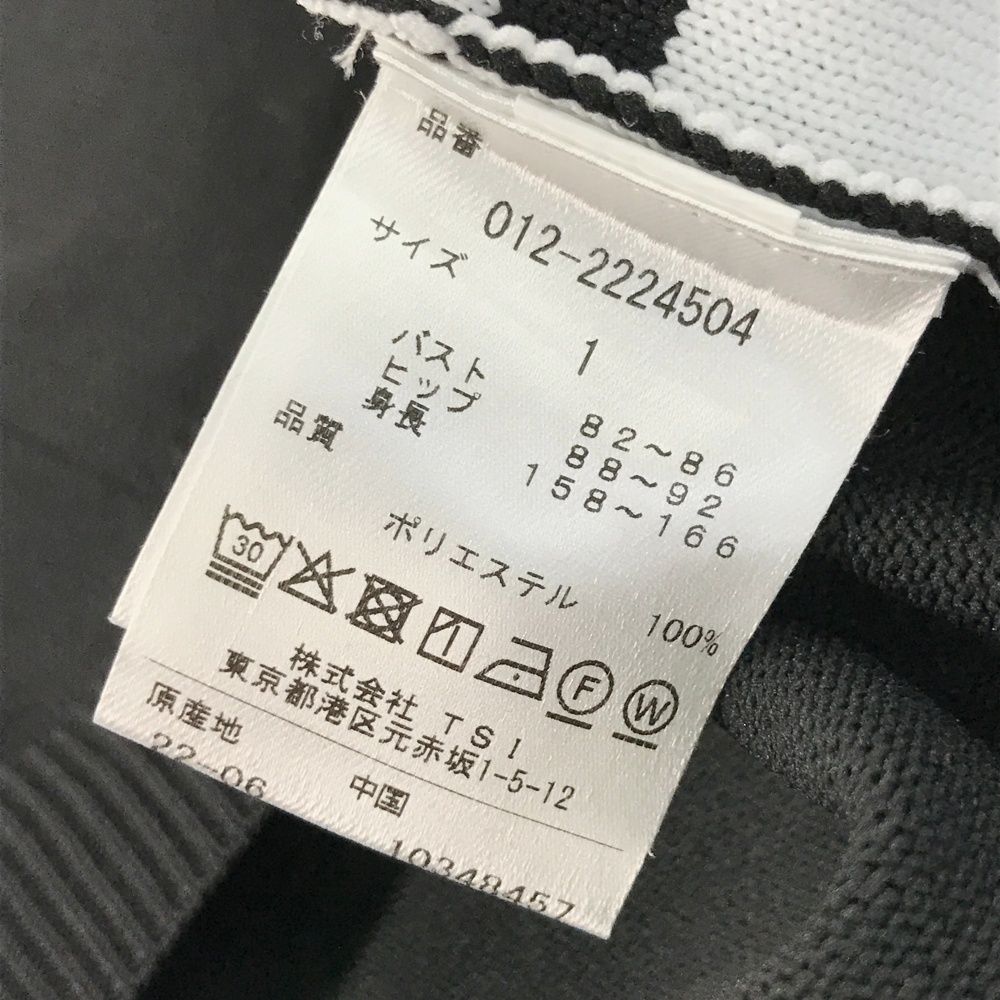 品番
012-2224504
サイズ 1
バスト 82~86
ヒップ 88~92
身長 158~166
品質
ポリエステル 100%
30
F W
株式会社 TSI
東京都港区元赤坂1-5-12
原産地 中国
22-06 10348457